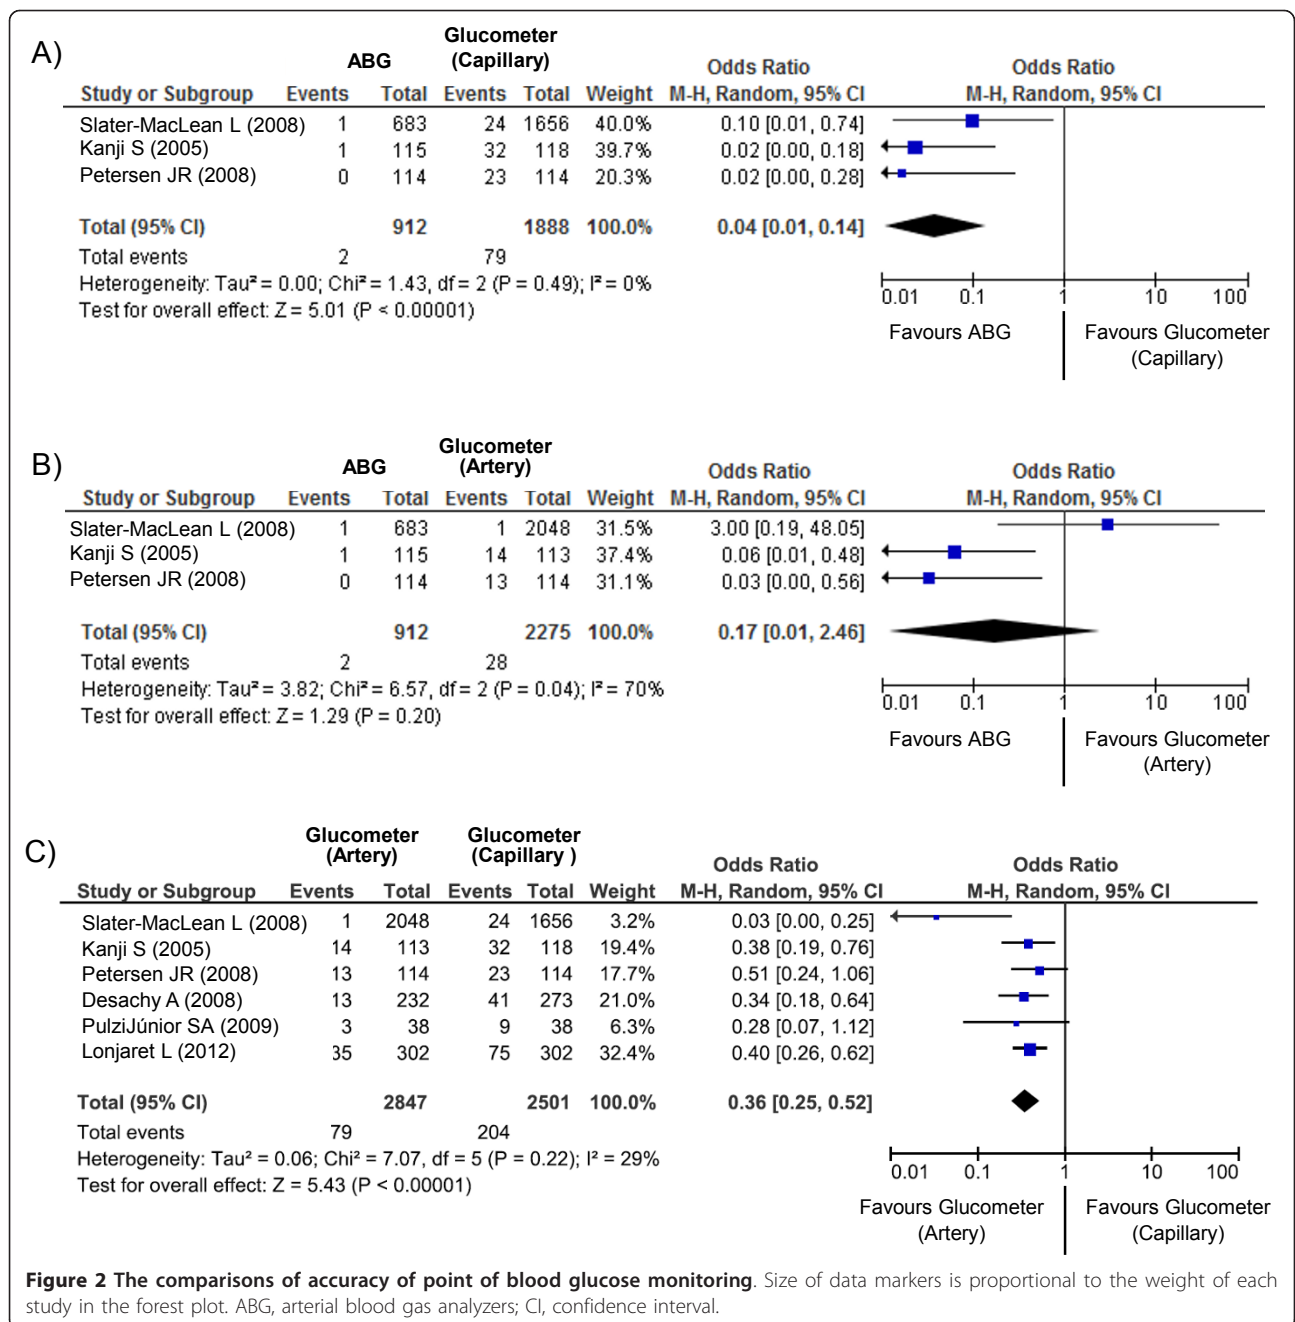 A)
ABG Glucometer (Capillary) Odds Ratio Odds Ratio
Study or Subgroup Events Total Events Total Weight M-H, Random, 95% CI M-H, Random, 95% CI
Slater-MacLean L (2008) 1 683 24 1656 40.0% 0.10 [0.01, 0.74]
Kanji S (2005) 1 115 32 118 39.7% 0.02 [0.00, 0.18]
Petersen JR (2008) 0 114 23 114 20.3% 0.02 [0.00, 0.28]
Total (95% CI) 912 1888 100.0% 0.04 [0.01, 0.14]
Total events 2 79
Heterogeneity: Tau² = 0.00; Chi² = 1.43, df = 2 (P = 0.49); I² = 0%
Test for overall effect: Z = 5.01 (P < 0.00001)
0.01 0.1 1 10 100
Favours ABG Favours Glucometer (Capillary)
B)
ABG Glucometer (Artery) Odds Ratio Odds Ratio
Study or Subgroup Events Total Events Total Weight M-H, Random, 95% CI M-H, Random, 95% CI
Slater-MacLean L (2008) 1 683 1 2048 31.5% 3.00 [0.19, 48.05]
Kanji S (2005) 1 115 14 113 37.4% 0.06 [0.01, 0.48]
Petersen JR (2008) 0 114 13 114 31.1% 0.03 [0.00, 0.56]
Total (95% CI) 912 2275 100.0% 0.17 [0.01, 2.46]
Total events 2 28
Heterogeneity: Tau² = 3.82; Chi² = 6.57, df = 2 (P = 0.04); I² = 70%
Test for overall effect: Z = 1.29 (P = 0.20)
0.01 0.1 1 10 100
Favours ABG Favours Glucometer (Artery)
C)
Glucometer (Artery) Glucometer (Capillary ) Odds Ratio Odds Ratio
Study or Subgroup Events Total Events Total Weight M-H, Random, 95% CI M-H, Random, 95% CI
Slater-MacLean L (2008) 1 2048 24 1656 3.2% 0.03 [0.00, 0.25]
Kanji S (2005) 14 113 32 118 19.4% 0.38 [0.19, 0.76]
Petersen JR (2008) 13 114 23 114 17.7% 0.51 [0.24, 1.06]
Desachy A (2008) 13 232 41 273 21.0% 0.34 [0.18, 0.64]
PulziJúnior SA (2009) 3 38 9 38 6.3% 0.28 [0.07, 1.12]
Lonjaret L (2012) 35 302 75 302 32.4% 0.40 [0.26, 0.62]
Total (95% CI) 2847 2501 100.0% 0.36 [0.25, 0.52]
Total events 79 204
Heterogeneity: Tau² = 0.06; Chi² = 7.07, df = 5 (P = 0.22); I² = 29%
Test for overall effect: Z = 5.43 (P < 0.00001)
0.01 0.1 1 10 100
Favours Glucometer (Artery) Favours Glucometer (Capillary)
Figure 2 The comparisons of accuracy of point of blood glucose monitoring. Size of data markers is proportional to the weight of each
study in the forest plot. ABG, arterial blood gas analyzers; CI, confidence interval.